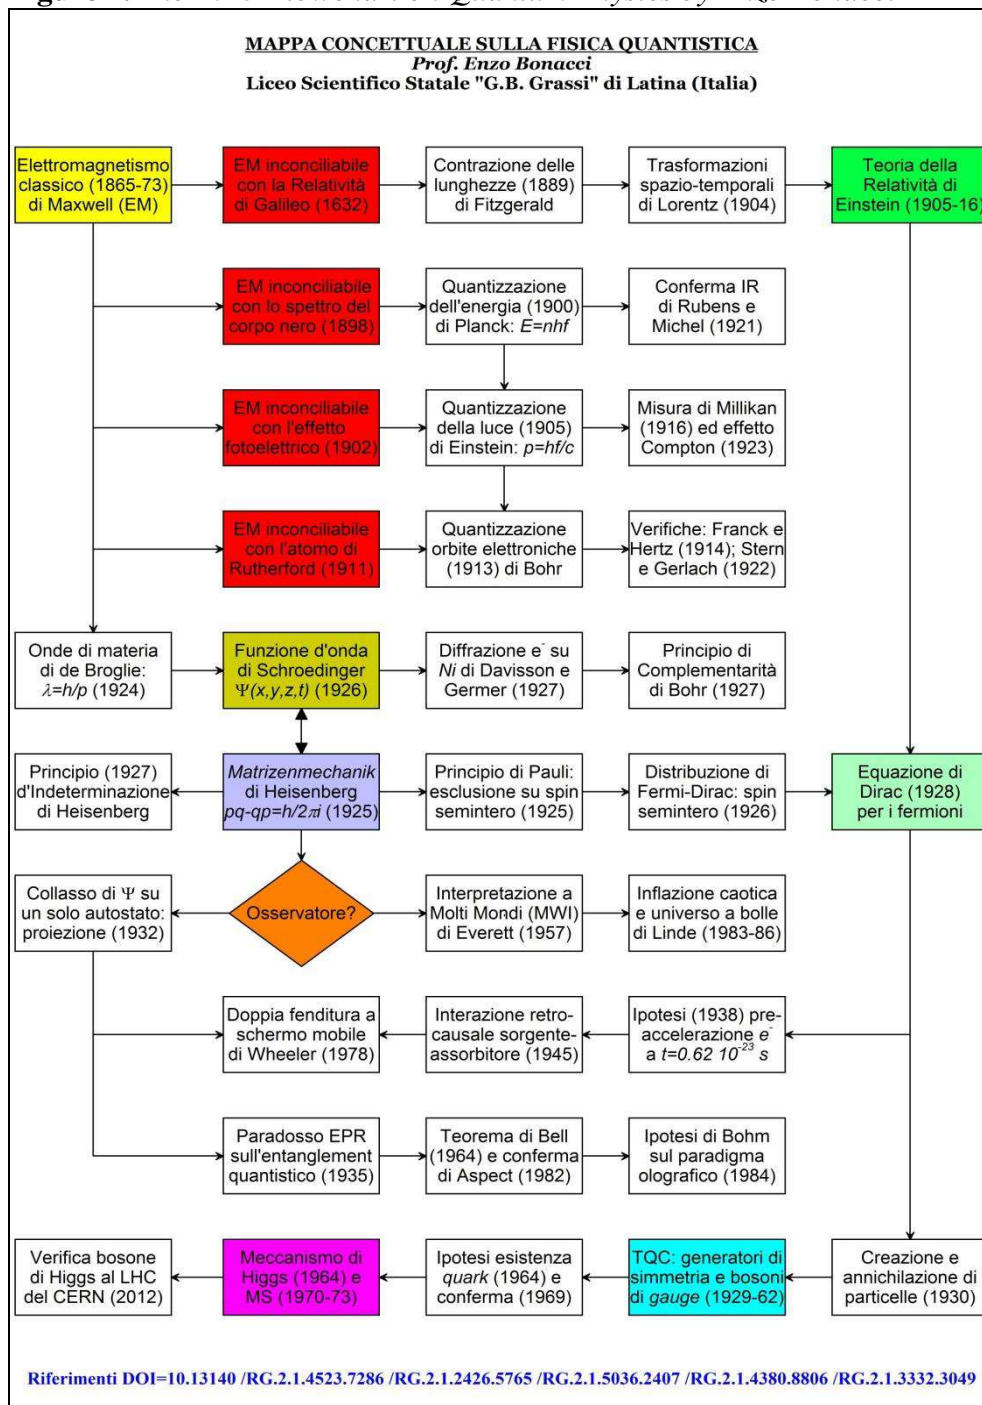 MAPPA CONCETTUALE SULLA FISICA QUANTISTICA
Prof. Enzo Bonacci
Liceo Scientifico Statale "G.B. Grassi" di Latina (Italia)
Elettromagnetismo
classico (1865-73)
di Maxwell (EM)
EM inconciliabile
con la Relatività
di Galileo (1632)
Contrazione delle
lunghezze (1889)
di Fitzgerald
Trasformazioni
spazio-temporali
di Lorentz (1904)
Teoria della
Relatività di
Einstein (1905-16)
EM inconciliabile
con lo spettro del
corpo nero (1898)
Quantizzazione
dell'energia (1900)
di Planck: E=nhf
Conferma IR
di Rubens e
Michel (1921)
EM inconciliabile
con l'effetto
fotoelettrico (1902)
Quantizzazione
della luce (1905)
di Einstein: p=hf/c
Misura di Millikan
(1916) ed effetto
Compton (1923)
EM inconciliabile
con l'atomo di
Rutherford (1911)
Quantizzazione
orbite elettroniche
(1913) di Bohr
Verifiche: Franck e
Hertz (1914); Stern
e Gerlach (1922)
Onde di materia
di de Broglie:
λ=h/p (1924)
Funzione d'onda
di Schroedinger
Ψ(x,y,z,t) (1926)
Diffrazione e⁻ su
Ni di Davisson e
Germer (1927)
Principio di
Complementarità
di Bohr (1927)
Principio (1927)
d'Indeterminazione
di Heisenberg
Matrizenmechanik
di Heisenberg
pq-qp=h/2πi (1925)
Principio di Pauli:
esclusione su spin
semintero (1925)
Distribuzione di
Fermi-Dirac: spin
semintero (1926)
Equazione di
Dirac (1928)
per i fermioni
Collasso di Ψ su
un solo autostato:
proiezione (1932)
Osservatore?
Interpretazione a
Molti Mondi (MWI)
di Everett (1957)
Inflazione caotica
e universo a bolle
di Linde (1983-86)
Doppia fenditura a
schermo mobile
di Wheeler (1978)
Interazione retro-
causale sorgente-
assorbitore (1945)
Ipotesi (1938) pre-
accelerazione e⁻
a t=0.62 10⁻²³ s
Paradosso EPR
sull'entanglement
quantistico (1935)
Teorema di Bell
(1964) e conferma
di Aspect (1982)
Ipotesi di Bohm
sul paradigma
olografico (1984)
Verifica bosone
di Higgs al LHC
del CERN (2012)
Meccanismo di
Higgs (1964) e
MS (1970-73)
Ipotesi esistenza
quark (1964) e
conferma (1969)
TQC: generatori di
simmetria e bosoni
di gauge (1929-62)
Creazione e
annichilazione di
particelle (1930)
Riferimenti DOI=10.13140 /RG.2.1.4523.7286 /RG.2.1.2426.5765 /RG.2.1.5036.2407 /RG.2.1.4380.8806 /RG.2.1.3332.3049